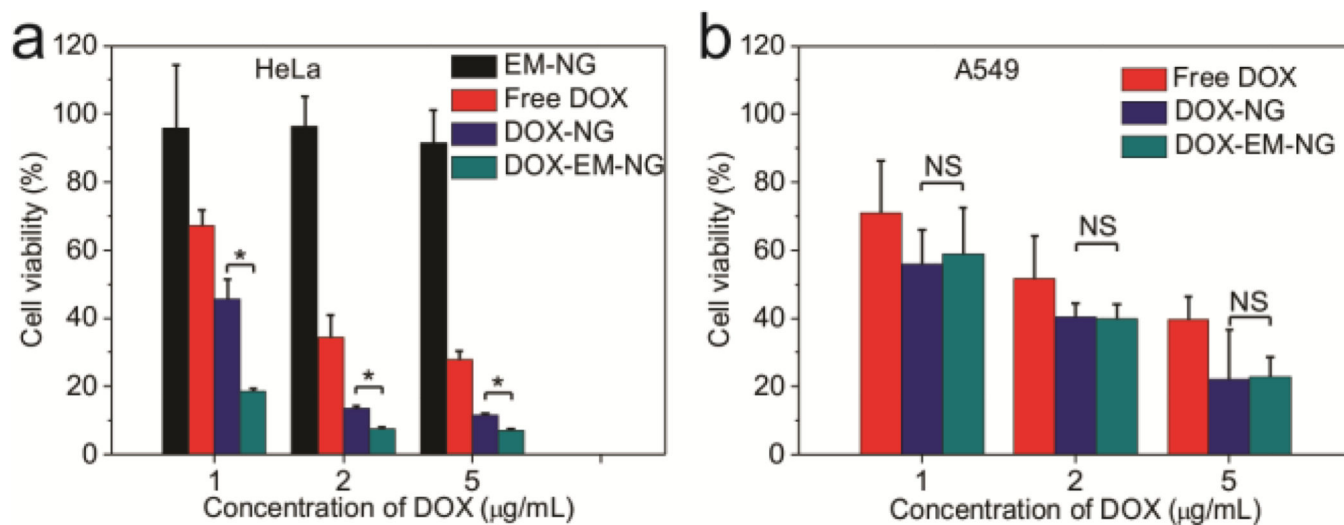 a
HeLa
EM-NG
Free DOX
DOX-NG
DOX-EM-NG
120
100
80
60
40
20
0
Cell viability (%)
*
*
*
1
2
5
Concentration of DOX (μg/mL)
b
A549
Free DOX
DOX-NG
DOX-EM-NG
120
100
80
60
40
20
0
Cell viability (%)
NS
NS
NS
1
2
5
Concentration of DOX (μg/mL)